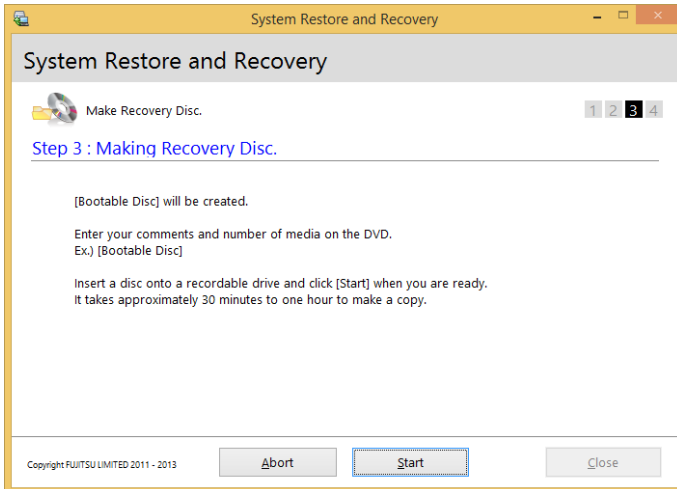 System Restore and Recovery
System Restore and Recovery
Make Recovery Disc.
1 2 3 4
Step 3 : Making Recovery Disc.
[Bootable Disc] will be created.
Enter your comments and number of media on the DVD.
Ex.) [Bootable Disc]
Insert a disc onto a recordable drive and click [Start] when you are ready.
It takes approximately 30 minutes to one hour to make a copy.
Copyright FUJITSU LIMITED 2011 - 2013
Abort
Start
Close